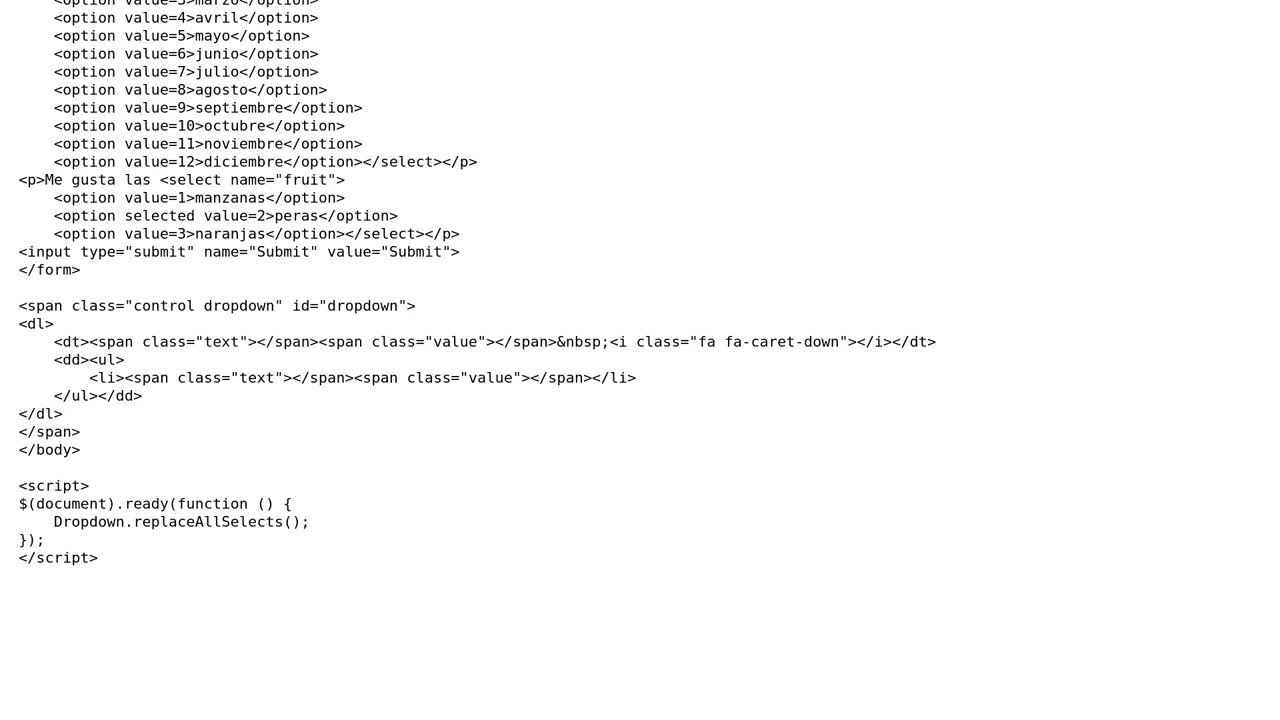 <option value=3>marzo</option>
<option value=4>avril</option>
<option value=5>mayo</option>
<option value=6>junio</option>
<option value=7>julio</option>
<option value=8>agosto</option>
<option value=9>septiembre</option>
<option value=10>octubre</option>
<option value=11>noviembre</option>
<option value=12>diciembre</option></select></p>
<p>Me gusta las <select name="fruit">
<option value=1>manzanas</option>
<option selected value=2>peras</option>
<option value=3>naranjas</option></select></p>
<input type="submit" name="Submit" value="Submit">
</form>
<span class="control dropdown" id="dropdown">
<dl>
<dt><span class="text"></span><span class="value"></span>&nbsp;<i class="fa fa-caret-down"></i></dt>
<dd><ul>
<li><span class="text"></span><span class="value"></span></li>
</ul></dd>
</dl>
</span>
</body>
<script>
$(document).ready(function () {
Dropdown.replaceAllSelects();
});
</script>